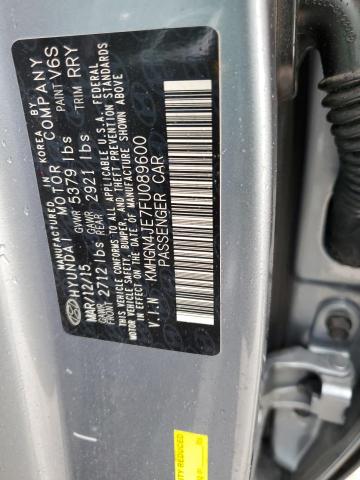 MANUFACTURED IN KOREA BY
HYUNDAI MOTOR COMPANY
MAR/12/15 GVWR 5379 lbs PAINT V6S
GAWR FRONT 2712 lbs GAWR REAR 2921 lbs TRIM RRY
THIS VEHICLE CONFORMS TO ALL APPLICABLE U.S.A. FEDERAL
MOTOR VEHICLE SAFETY, BUMPER, AND THEFT PREVENTION STANDARDS
IN EFFECT ON THE DATE OF MANUFACTURE SHOWN ABOVE.
V.I.N KMHGN4JE7FU089600
PASSENGER CAR
REDUCED